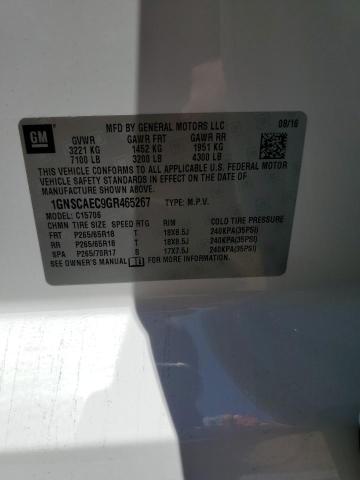 GM
MFD BY GENERAL MOTORS LLC
08/16
GVWR GAWR FRT GAWR RR
3221 KG 1452 KG 1951 KG
7100 LB 3200 LB 4300 LB
THIS VEHICLE CONFORMS TO ALL APPLICABLE U.S. FEDERAL MOTOR
VEHICLE SAFETY STANDARDS IN EFFECT ON THE DATE OF
MANUFACTURE SHOWN ABOVE.
1GNSCAEC9GR465267 TYPE: M.P.V.
MODEL: C15706
CHMN TIRE SIZE SPEED RTG RIM COLD TIRE PRESSURE
FRT P265/65R18 T 18X8.5J 240KPA(35PSI)
RR P265/65R18 T 18X8.5J 240KPA(35PSI)
SPA P265/70R17 S 17X7.5J 240KPA(35PSI)
SEE OWNER'S MANUAL FOR MORE INFORMATION.